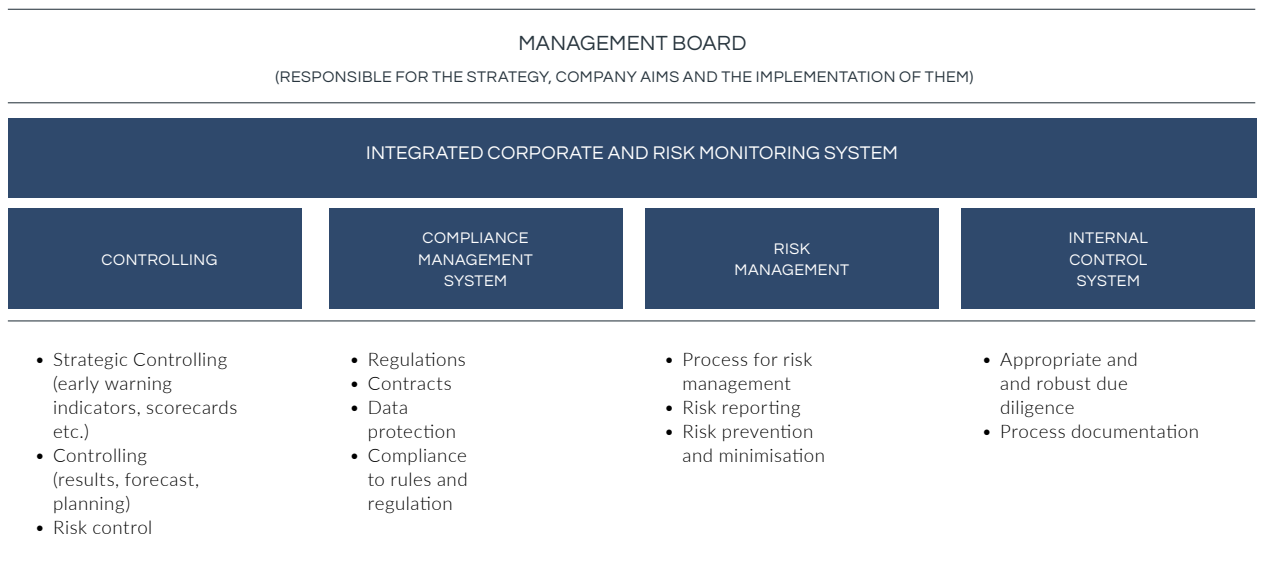 MANAGEMENT BOARD
(RESPONSIBLE FOR THE STRATEGY, COMPANY AIMS AND THE IMPLEMENTATION OF THEM)
INTEGRATED CORPORATE AND RISK MONITORING SYSTEM
CONTROLLING
COMPLIANCE
MANAGEMENT
SYSTEM
RISK
MANAGEMENT
INTERNAL
CONTROL
SYSTEM
• Strategic Controlling
(early warning
indicators, scorecards
etc.)
• Controlling
(results, forecast,
planning)
• Risk control
• Regulations
• Contracts
• Data
protection
• Compliance
to rules and
regulation
• Process for risk
management
• Risk reporting
• Risk prevention
and minimisation
• Appropriate and
and robust due
diligence
• Process documentation